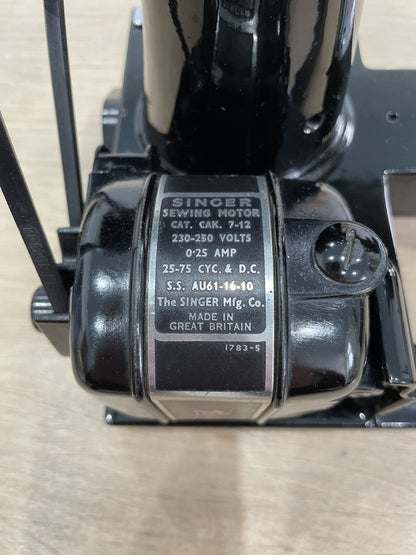 SINGER
SEWING MOTOR
CAT. CAK. 7-12
230-250 VOLTS
0·25 AMP
25-75 CYC. & D.C.
S.S. AU61-16-10
The SINGER Mfg. Co.
MADE IN
GREAT BRITAIN
1783-5